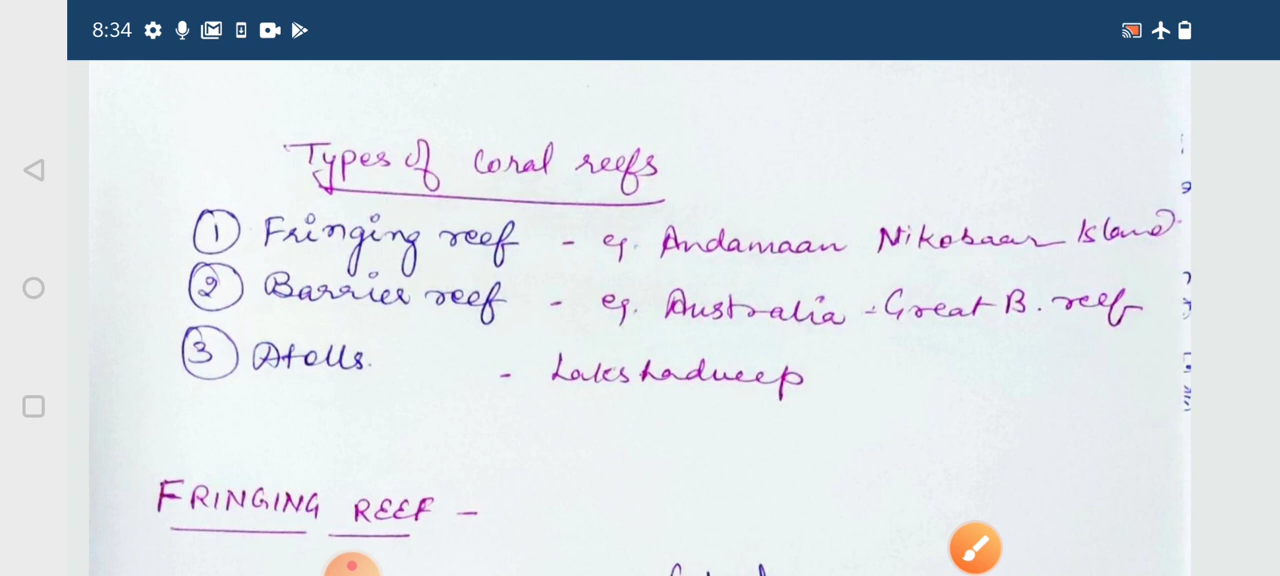 8:34
Types of coral reefs
① Fringing reef - eg. Andamaan Nikobaar Island
② Barrier reef - eg. Australia - Great B. reef
③ Atolls. - Lakshadweep
FRINGING REEF -